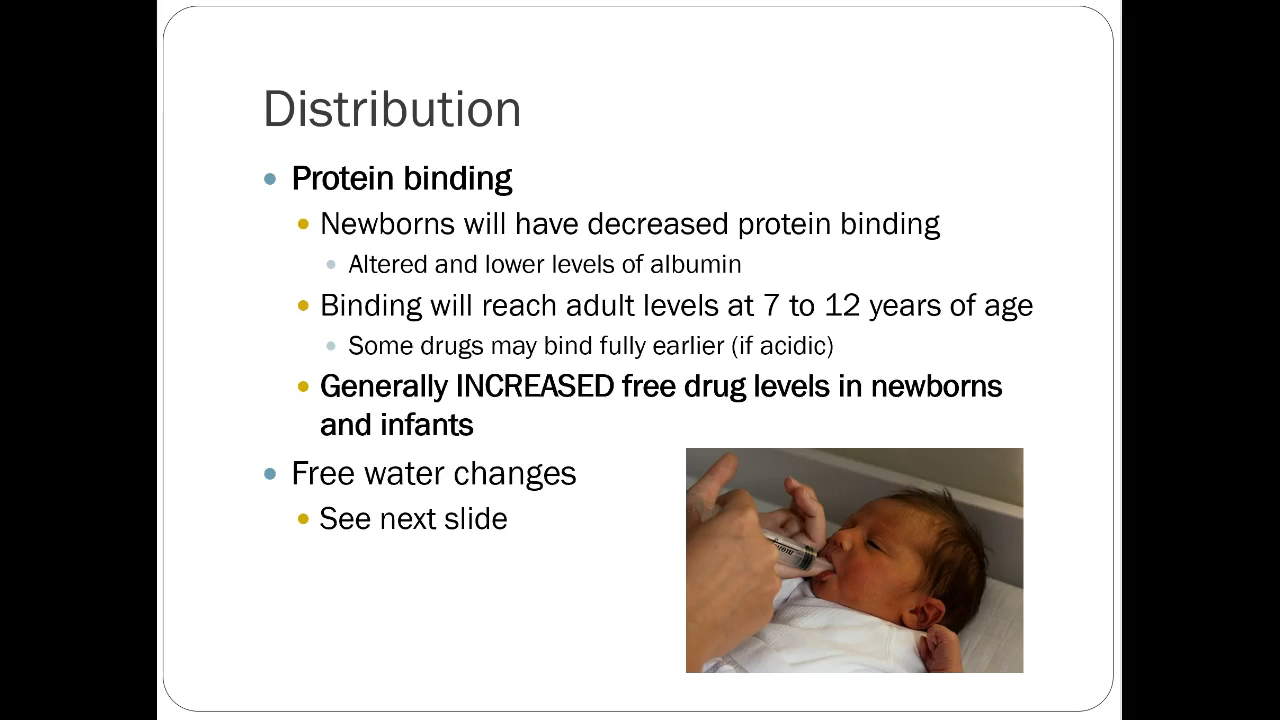 Distribution
Protein binding
Newborns will have decreased protein binding
Altered and lower levels of albumin
Binding will reach adult levels at 7 to 12 years of age
Some drugs may bind fully earlier (if acidic)
Generally INCREASED free drug levels in newborns
and infants
Free water changes
See next slide